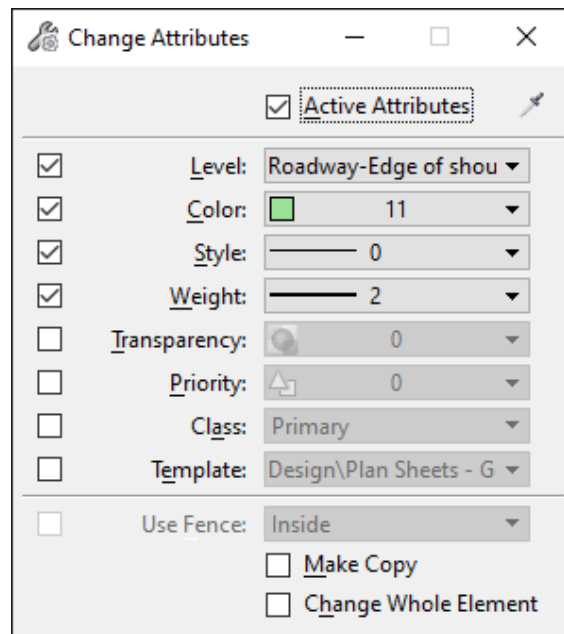 Change Attributes
Active Attributes
Level: Roadway-Edge of shou
Color: 11
Style: 0
Weight: 2
Transparency: 0
Priority: 0
Class: Primary
Template: Design\Plan Sheets - G
Use Fence: Inside
Make Copy
Change Whole Element